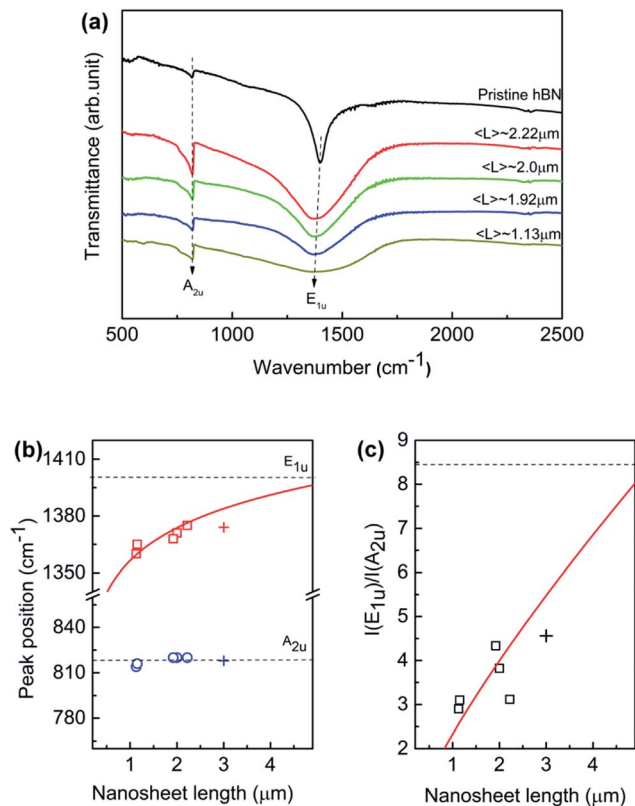 (a)
Transmittance (arb.unit)
Pristine hBN
<L>~2.22μm
<L>~2.0μm
<L>~1.92μm
<L>~1.13μm
A2u
E1u
500 1000 1500 2000 2500
Wavenumber (cm-1)
(b)
Peak position (cm-1)
1410
1380
1350
820
840
810
780
E1u
A2u
1 2 3 4
Nanosheet length (μm)
(c)
I(E1u)/I(A2u)
9
8
7
6
5
4
3
2
1 2 3 4
Nanosheet length (μm)